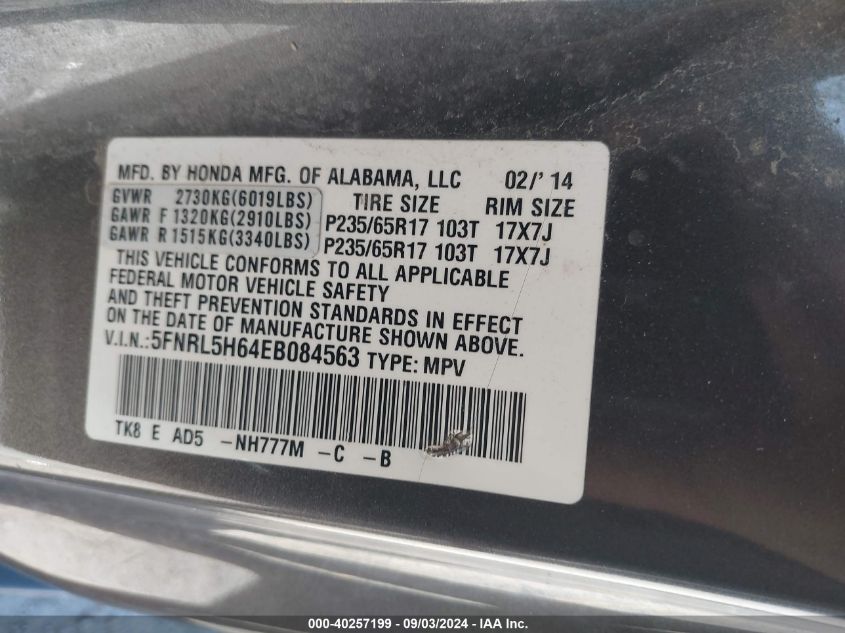 MFD. BY HONDA MFG. OF ALABAMA, LLC 02/' 14
GVWR 2730KG(6019LBS) TIRE SIZE RIM SIZE
GAWR F 1320KG(2910LBS) P235/65R17 103T 17X7J
GAWR R 1515KG(3340LBS) P235/65R17 103T 17X7J
THIS VEHICLE CONFORMS TO ALL APPLICABLE
FEDERAL MOTOR VEHICLE SAFETY
AND THEFT PREVENTION STANDARDS IN EFFECT
ON THE DATE OF MANUFACTURE SHOWN ABOVE.
V.I.N.:5FNRL5H64EB084563 TYPE: MPV
TK8 E AD5 -NH777M -C -B
000-40257199 - 09/03/2024 - IAA Inc.